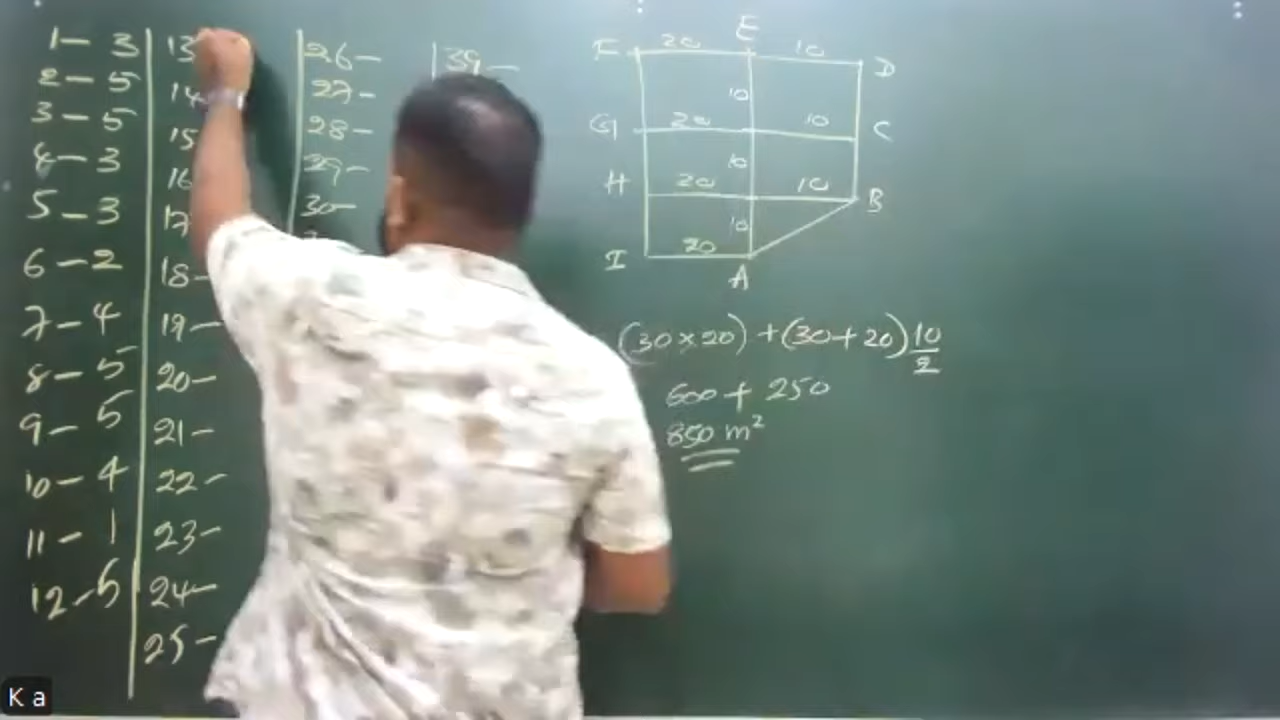 1 - 3
2 - 5
3 - 5
4 - 3
5 - 3
6 - 2
7 - 4
8 - 5
9 - 5
10 - 4
11 - 1
12 - 5
13
14
15
16
17
18 -
19 -
20 -
21 -
22 -
23 -
24 -
25 -
26 -
27 -
28 -
29 -
30 -
39 -
F 20 E 10 D
10
G 20 10 C
10
H 20 10 B
10
I 20 A
(30 × 20) + (30 + 20) 10/2
600 + 250
850 m²
K a